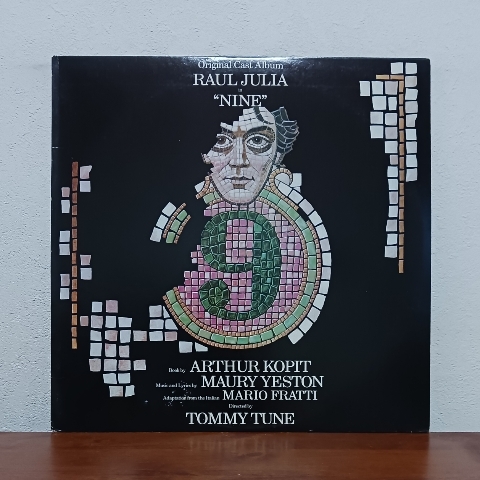 Original Cast Album
RAUL JULIA
in
"NINE"
9
Book by ARTHUR KOPIT
Music and Lyrics by MAURY YESTON
Adaptation from the Italian MARIO FRATTI
Directed by
TOMMY TUNE